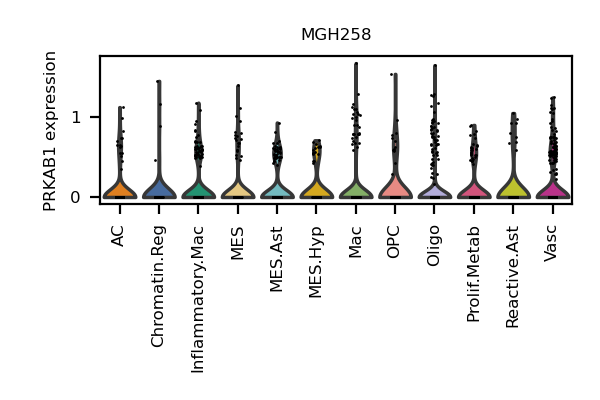 MGH258
PRKAB1 expression
1
0
AC
Chromatin.Reg
Inflammatory.Mac
MES
MES.Ast
MES.Hyp
Mac
OPC
Oligo
Prolif.Metab
Reactive.Ast
Vasc